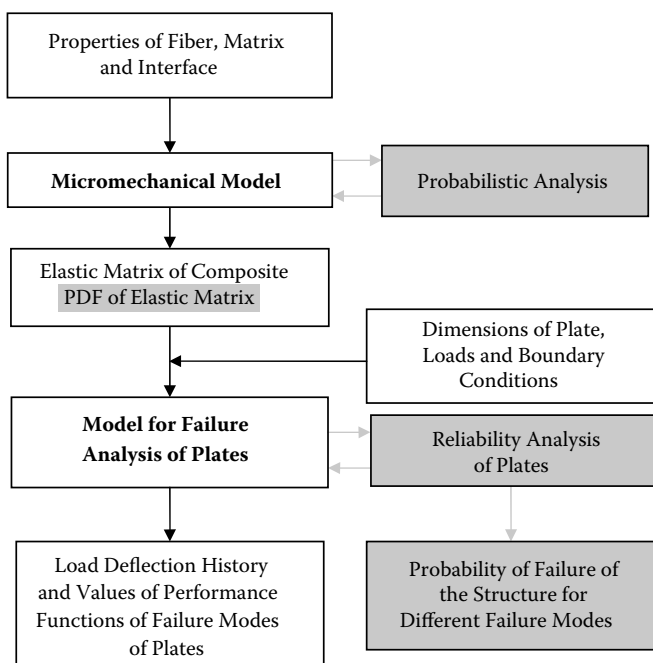 Properties of Fiber, Matrix
and Interface
Micromechanical Model
Probabilistic Analysis
Elastic Matrix of Composite
PDF of Elastic Matrix
Dimensions of Plate,
Loads and Boundary
Conditions
Model for Failure
Analysis of Plates
Reliability Analysis
of Plates
Load Deflection History
and Values of Performance
Functions of Failure Modes
of Plates
Probability of Failure of
the Structure for
Different Failure Modes